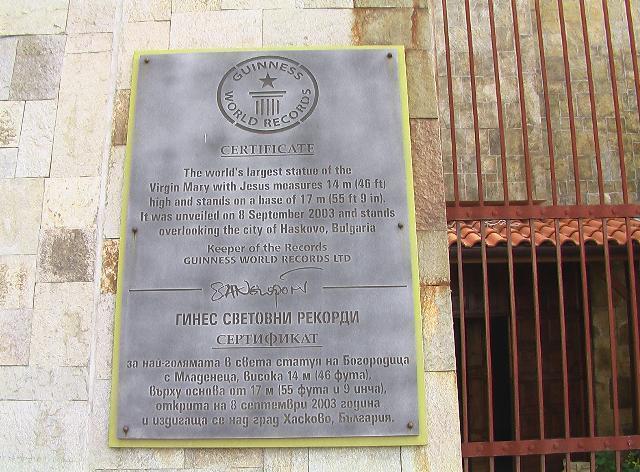 GUINNESS
WORLD RECORDS
CERTIFICATE
The world's largest statue of the
Virgin Mary with Jesus measures 14 m (46 ft)
high and stands on a base of 17 m (55 ft 9 in).
It was unveiled on 8 September 2003 and stands
overlooking the city of Haskovo, Bulgaria
Keeper of the Records
GUINNESS WORLD RECORDS LTD
ГИНЕС СВЕТОВНИ РЕКОРДИ
СЕРТИФИКАТ
за най-голямата в света статуя на Богородица
с Младенеца, висока 14 м (46 фута),
върху основа от 17 м (55 фута и 9 инча),
открита на 8 септември 2003 година
и издигаща се над град Хасково, България.